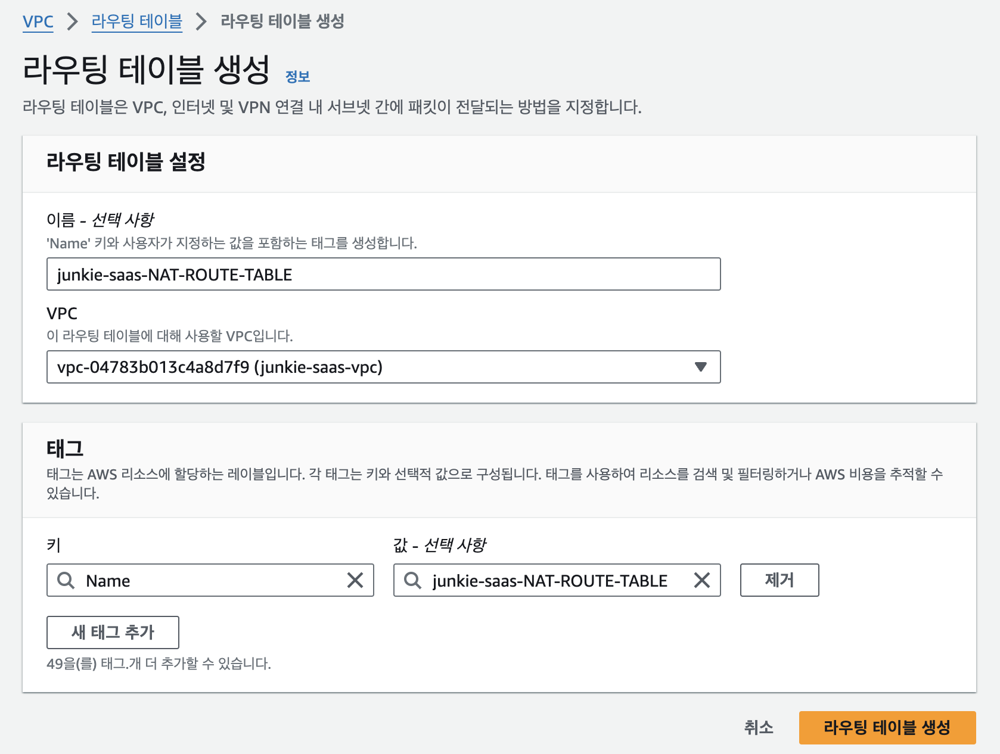 VPC > 라우팅 테이블 > 라우팅 테이블 생성
라우팅 테이블 생성 정보
라우팅 테이블은 VPC, 인터넷 및 VPN 연결 내 서브넷 간에 패킷이 전달되는 방법을 지정합니다.
라우팅 테이블 설정
이름 - 선택 사항
'Name' 키와 사용자가 지정하는 값을 포함하는 태그를 생성합니다.
junkie-saas-NAT-ROUTE-TABLE
VPC
이 라우팅 테이블에 대해 사용할 VPC입니다.
vpc-04783b013c4a8d7f9 (junkie-saas-vpc)
태그
태그는 AWS 리소스에 할당하는 레이블입니다. 각 태그는 키와 선택적 값으로 구성됩니다. 태그를 사용하여 리소스를 검색 및 필터링하거나 AWS 비용을 추적할 수
있습니다.
키 값 - 선택 사항
Name junkie-saas-NAT-ROUTE-TABLE 제거
새 태그 추가
49을(를) 태그.개 더 추가할 수 있습니다.
취소 라우팅 테이블 생성